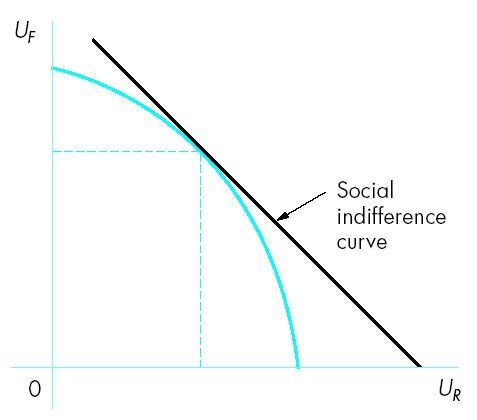 U_F
Social
indifference
curve
0
U_R